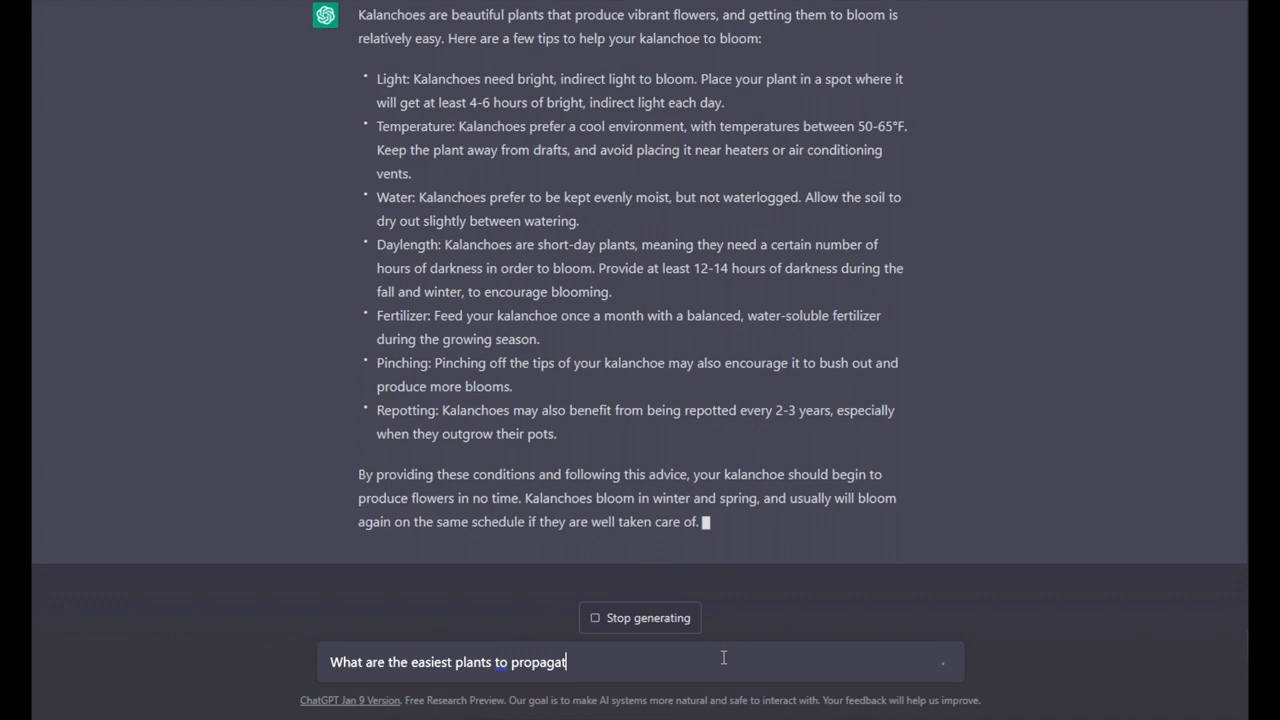 Kalanchoes are beautiful plants that produce vibrant flowers, and getting them to bloom is
relatively easy. Here are a few tips to help your kalanchoe to bloom:
• Light: Kalanchoes need bright, indirect light to bloom. Place your plant in a spot where it
will get at least 4-6 hours of bright, indirect light each day.
• Temperature: Kalanchoes prefer a cool environment, with temperatures between 50-65°F.
Keep the plant away from drafts, and avoid placing it near heaters or air conditioning
vents.
• Water: Kalanchoes prefer to be kept evenly moist, but not waterlogged. Allow the soil to
dry out slightly between watering.
• Daylength: Kalanchoes are short-day plants, meaning they need a certain number of
hours of darkness in order to bloom. Provide at least 12-14 hours of darkness during the
fall and winter, to encourage blooming.
• Fertilizer: Feed your kalanchoe once a month with a balanced, water-soluble fertilizer
during the growing season.
• Pinching: Pinching off the tips of your kalanchoe may also encourage it to bush out and
produce more blooms.
• Repotting: Kalanchoes may also benefit from being repotted every 2-3 years, especially
when they outgrow their pots.
By providing these conditions and following this advice, your kalanchoe should begin to
produce flowers in no time. Kalanchoes bloom in winter and spring, and usually will bloom
again on the same schedule if they are well taken care of.
Stop generating
What are the easiest plants to propagat
ChatGPT Jan 9 Version. Free Research Preview. Our goal is to make AI systems more natural and safe to interact with. Your feedback will help us improve.